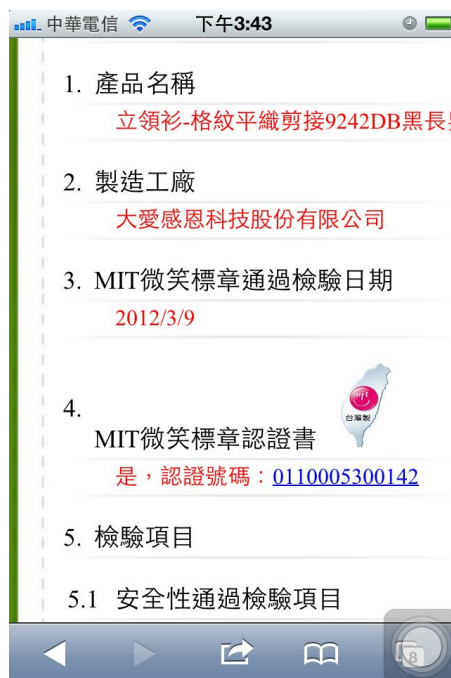 中華電信 下午3:43
1. 產品名稱
立領衫-格紋平織剪接9242DB黑長
2. 製造工廠
大愛感恩科技股份有限公司
3. MIT微笑標章通過檢驗日期
2012/3/9
mit
台灣製
4.
MIT微笑標章認證書
是，認證號碼：0110005300142
5. 檢驗項目
5.1 安全性通過檢驗項目
8